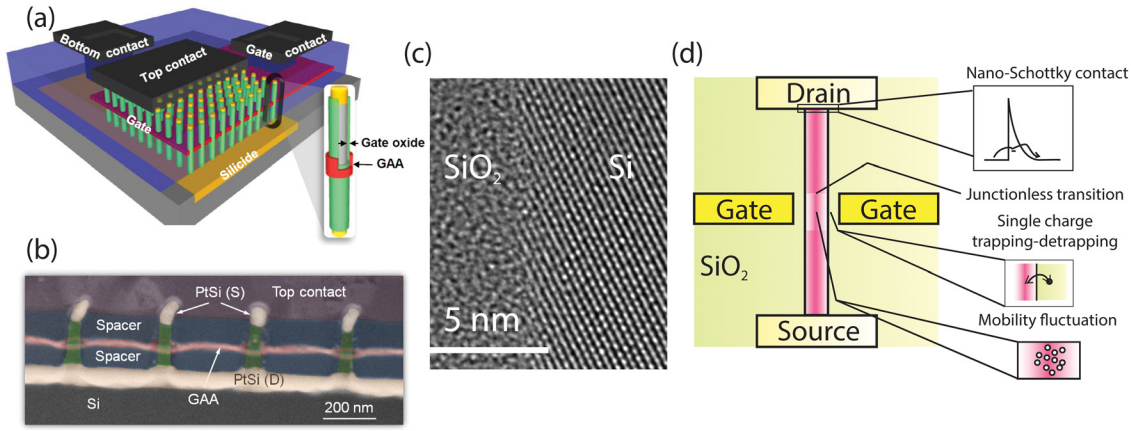 (a)
Bottom contact
Gate contact
Top contact
Gate
Silicide
Gate oxide
GAA
(b)
PtSi (S)
Top contact
Spacer
Spacer
PtSi (D)
GAA
Si
200 nm
(c)
SiO2
Si
5 nm
(d)
Drain
Nano-Schottky contact
Junctionless transition
Gate
Gate
Single charge
trapping-detrapping
SiO2
Mobility fluctuation
Source